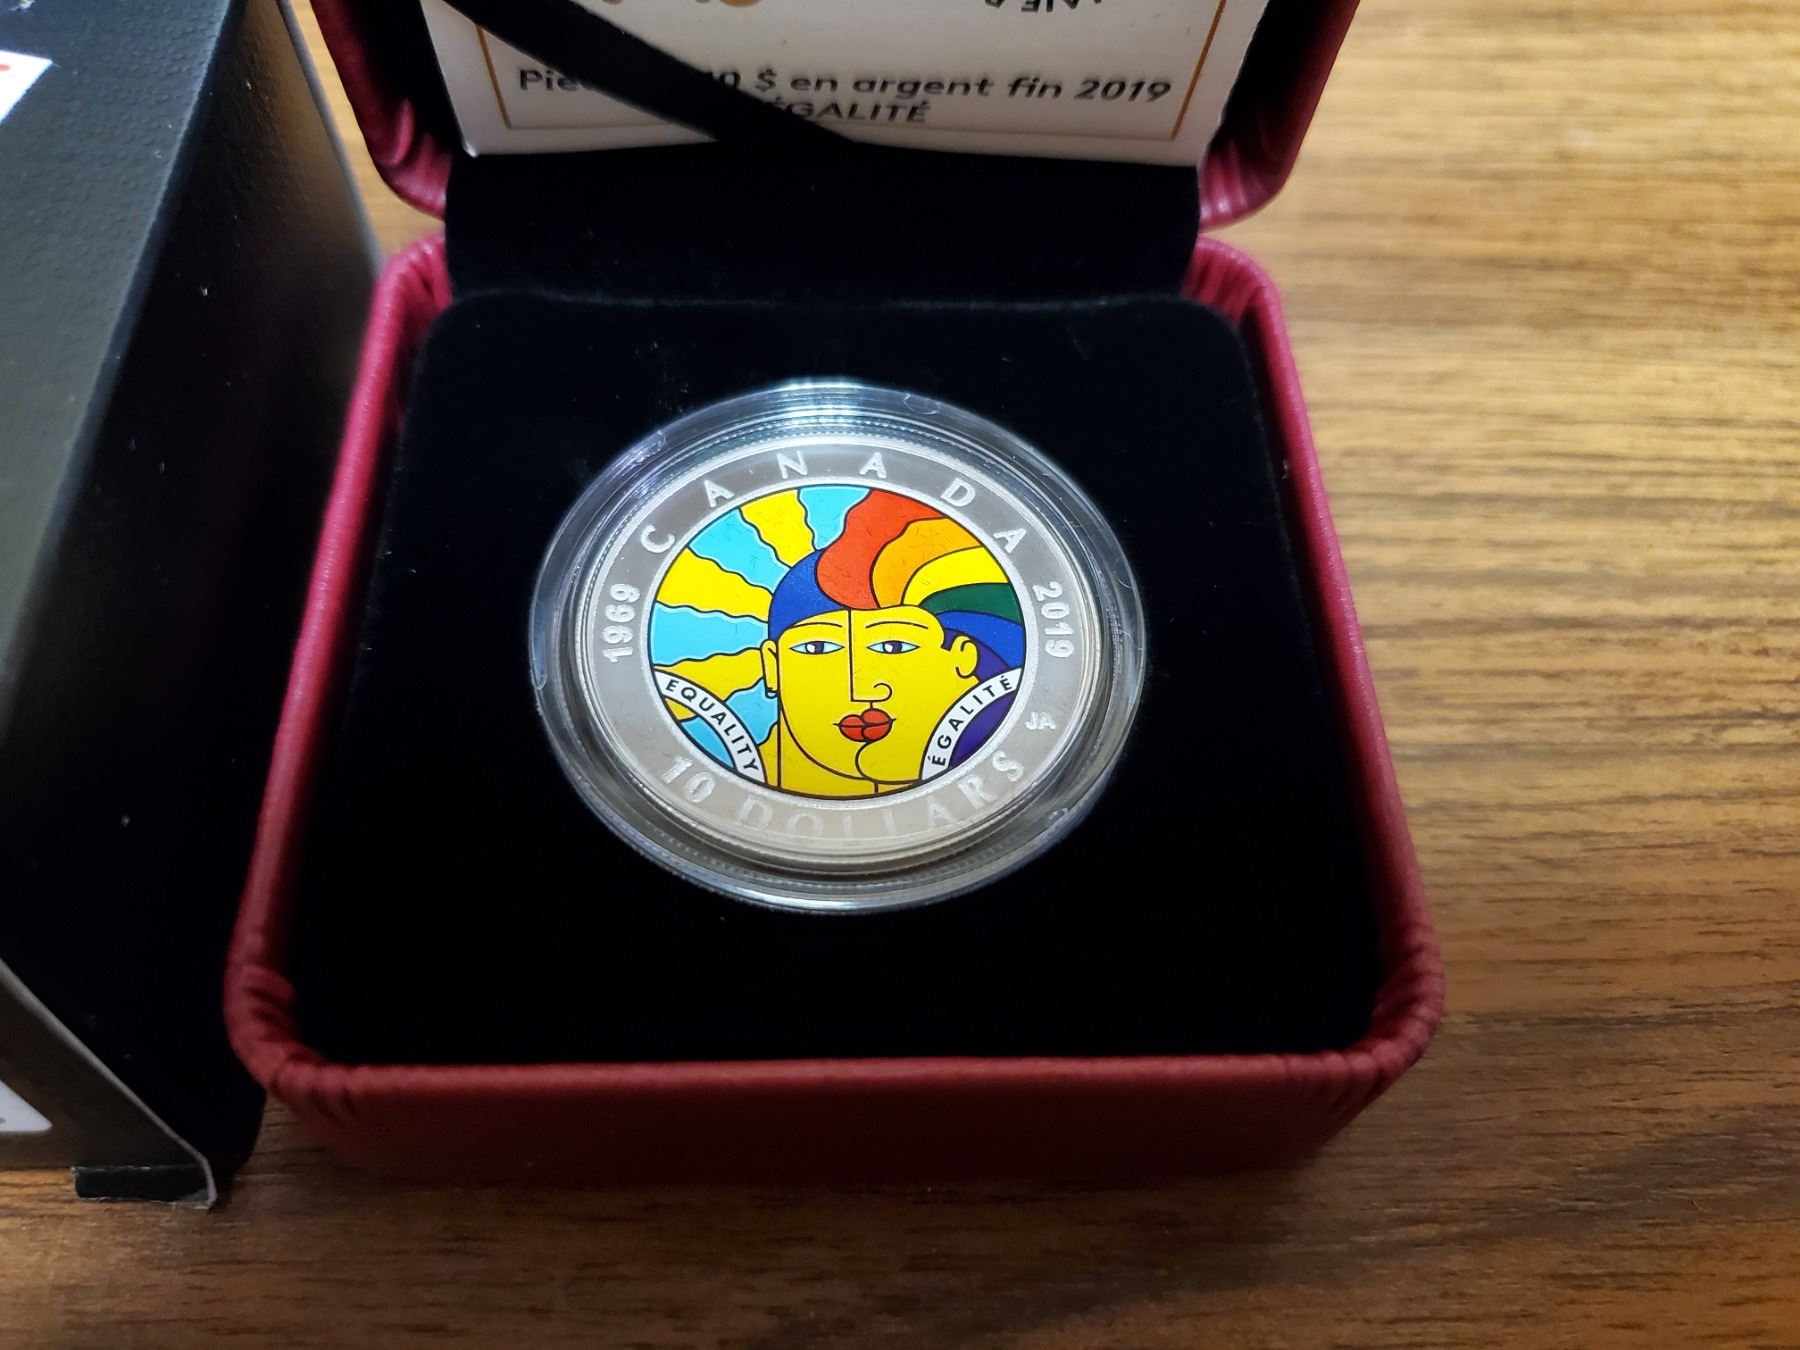 $ en argent fin 2019
ÉGALITÉ
CANADA
1969
2019
EQUALITY
ÉGALITÉ
JA
10 DOLLARS